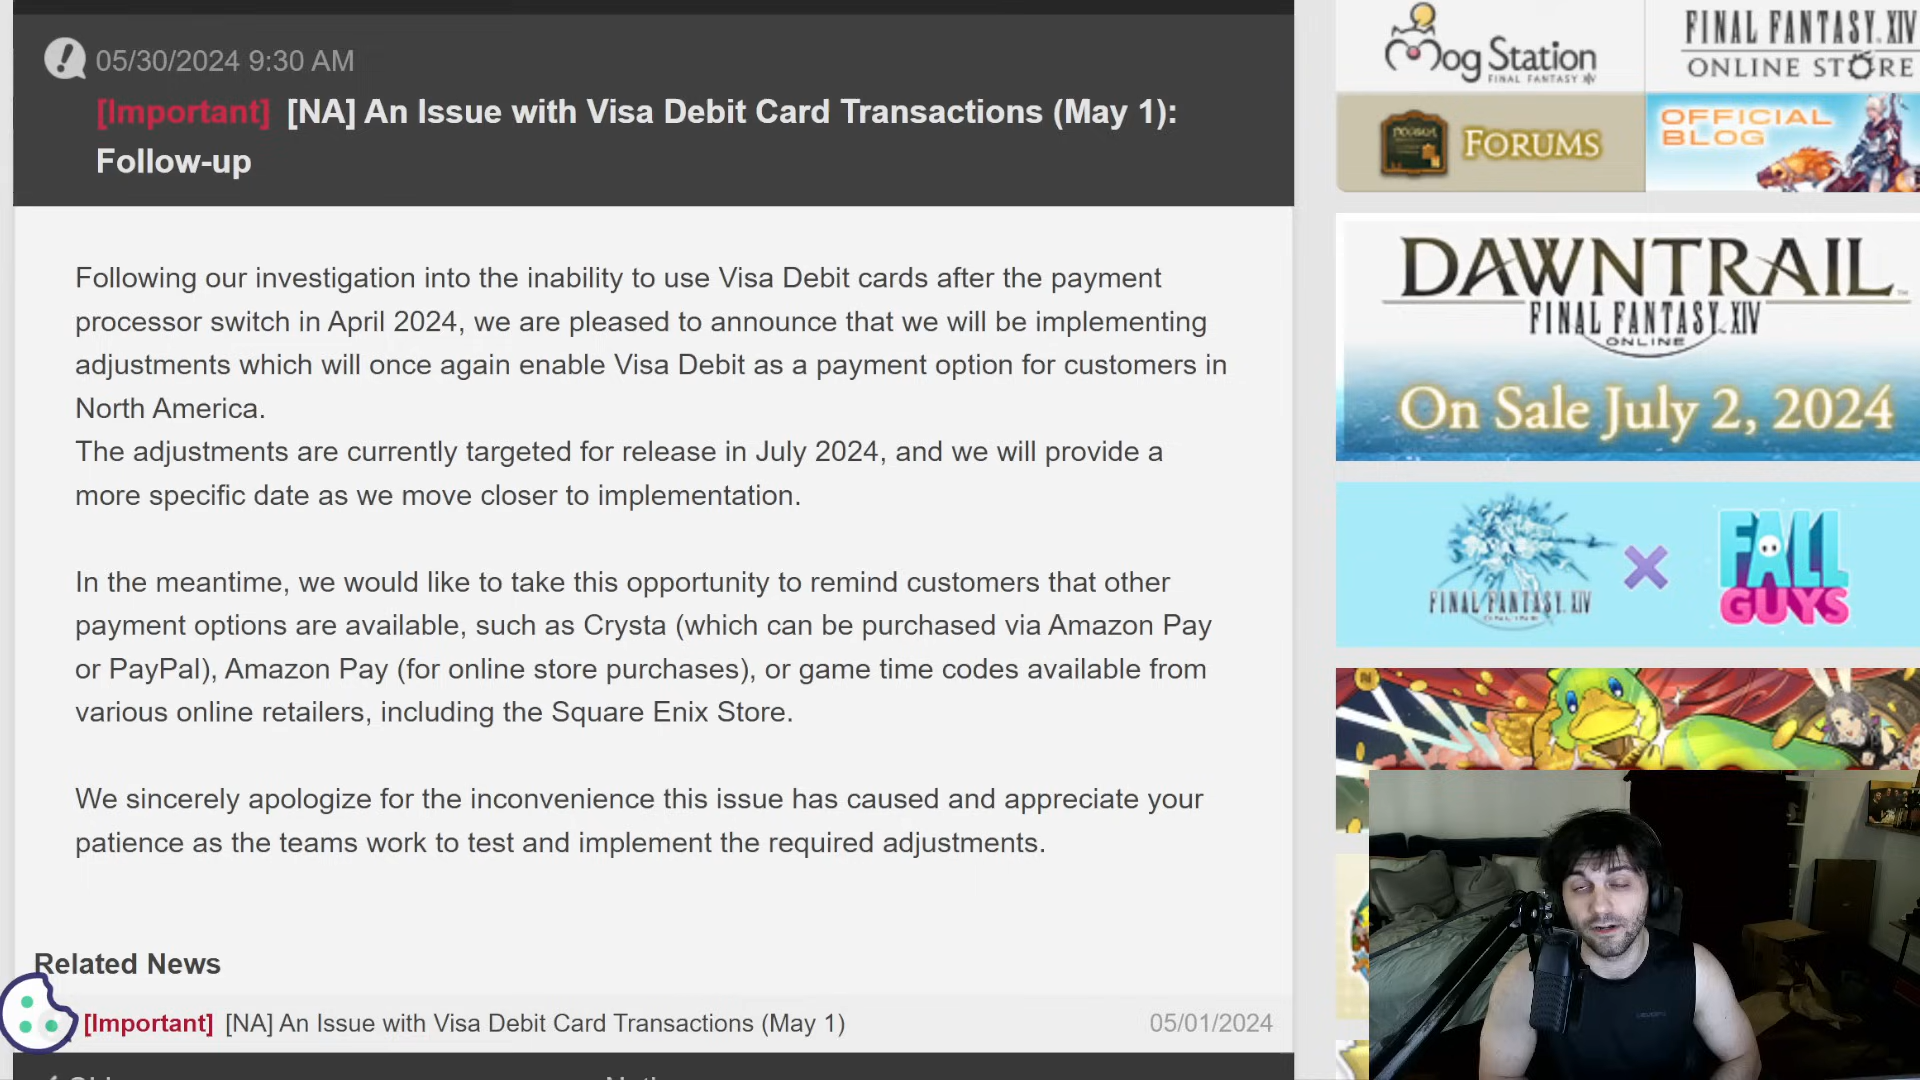 05/30/2024 9:30 AM
[Important] [NA] An Issue with Visa Debit Card Transactions (May 1):
Follow-up
Following our investigation into the inability to use Visa Debit cards after the payment
processor switch in April 2024, we are pleased to announce that we will be implementing
adjustments which will once again enable Visa Debit as a payment option for customers in
North America.
The adjustments are currently targeted for release in July 2024, and we will provide a
more specific date as we move closer to implementation.
In the meantime, we would like to take this opportunity to remind customers that other
payment options are available, such as Crysta (which can be purchased via Amazon Pay
or PayPal), Amazon Pay (for online store purchases), or game time codes available from
various online retailers, including the Square Enix Store.
We sincerely apologize for the inconvenience this issue has caused and appreciate your
patience as the teams work to test and implement the required adjustments.
Related News
[Important] [NA] An Issue with Visa Debit Card Transactions (May 1) 05/01/2024
Mog Station
FINAL FANTASY XIV
FINAL FANTASY XIV
ONLINE STORE
FORUMS
OFFICIAL
BLOG
DAWNTRAIL
FINAL FANTASY XIV
ONLINE
On Sale July 2, 2024
FINAL FANTASY XIV
ONLINE
FALL
GUYS